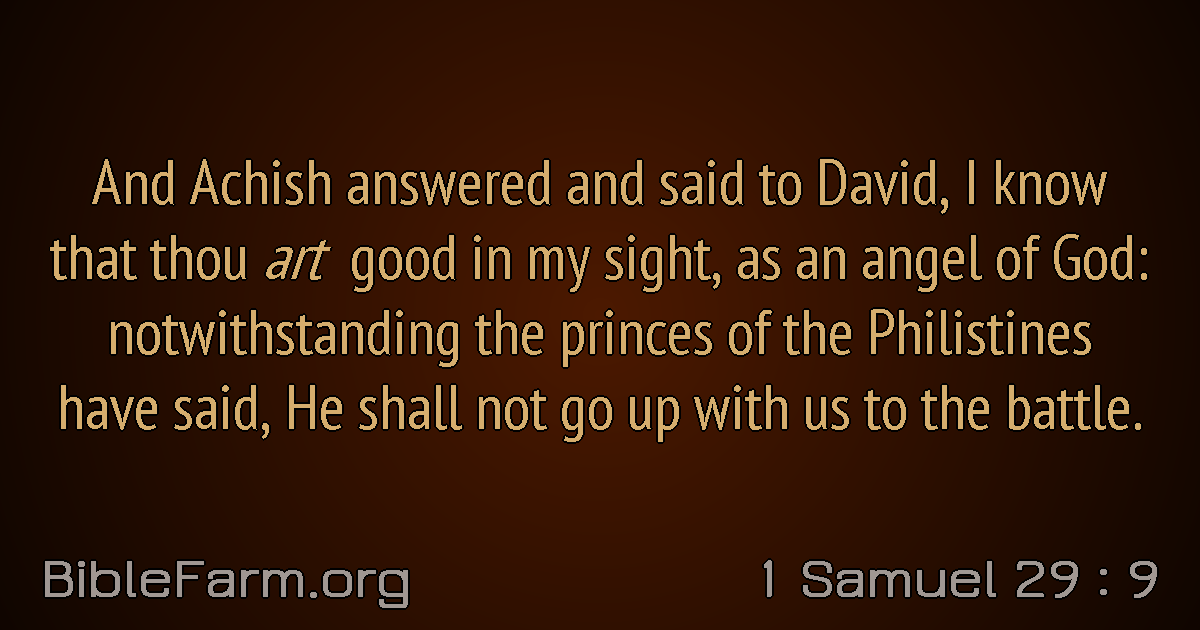 And Achish answered and said to David, I know
that thou art good in my sight, as an angel of God:
notwithstanding the princes of the Philistines
have said, He shall not go up with us to the battle.
BibleFarm.org
1 Samuel 29 : 9